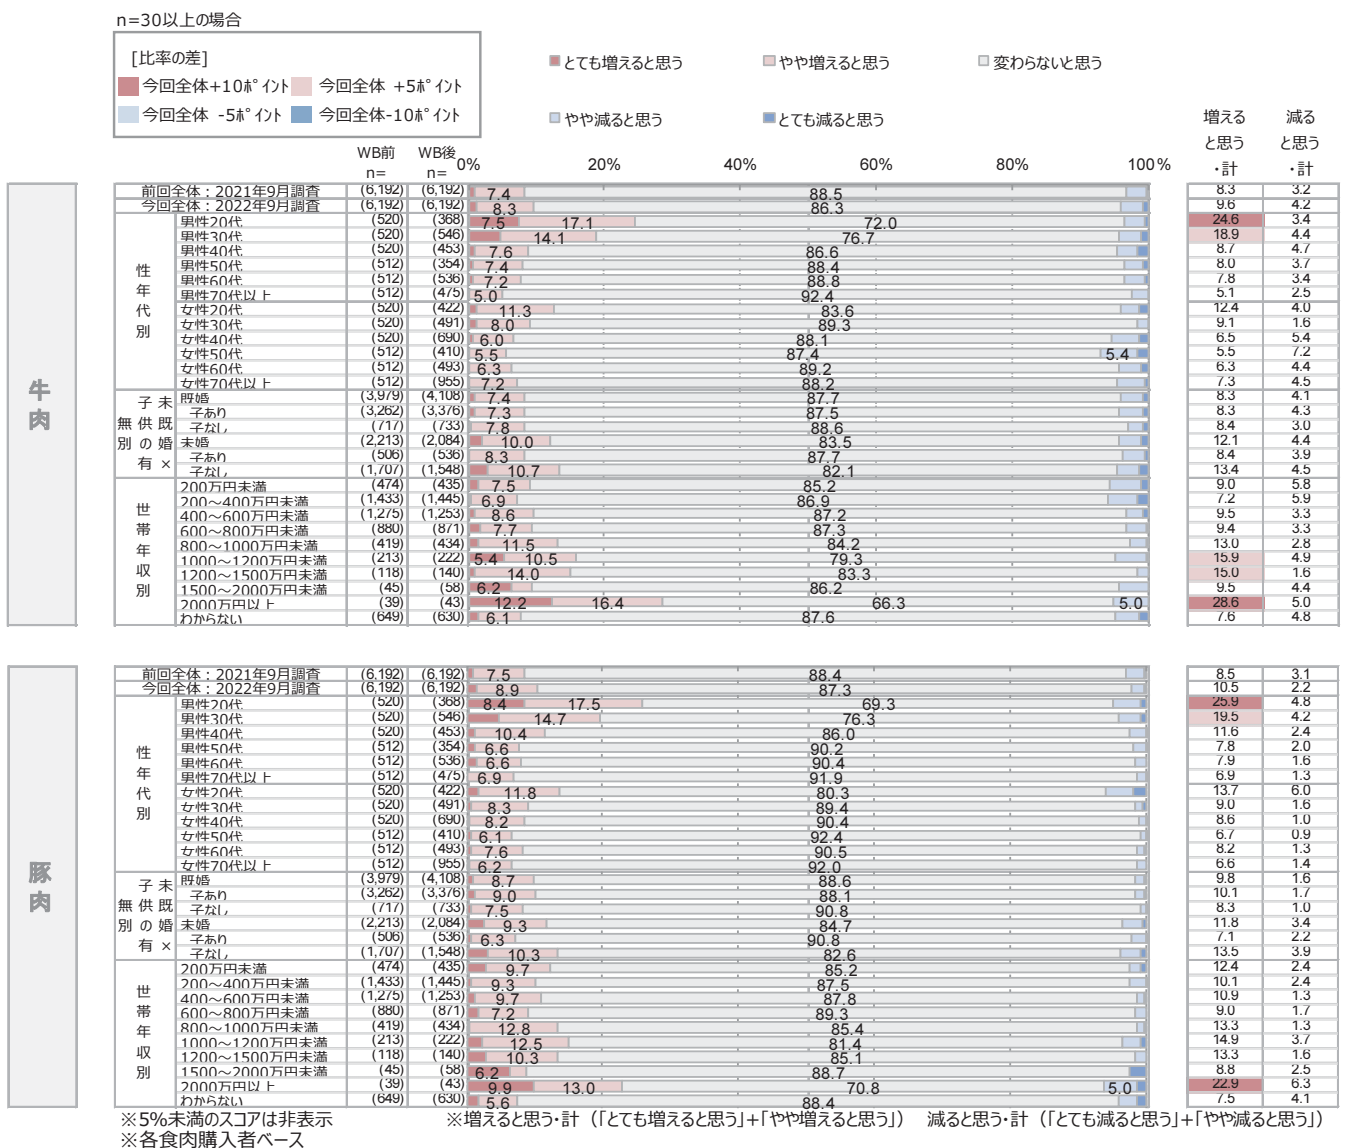 n=30以上の場合
[比率の差]
今回全体+10ﾎﾟｲﾝﾄ 今回全体 +5ﾎﾟｲﾝﾄ
今回全体 -5ﾎﾟｲﾝﾄ 今回全体-10ﾎﾟｲﾝﾄ
とても増えると思う やや増えると思う 変わらないと思う
やや減ると思う とても減ると思う
増えると思う・計 減ると思う・計
WB前n= WB後n= 0% 20% 40% 60% 80% 100%
牛肉
前回全体：2021年9月調査 (6,192) (6,192) 7.4 88.5 8.3 3.2
今回全体：2022年9月調査 (6,192) (6,192) 8.3 86.3 9.6 4.2
性年代別
男性20代 (520) (368) 7.5 17.1 72.0 24.6 3.4
男性30代 (520) (546) 14.1 76.7 18.9 4.4
男性40代 (520) (453) 7.6 86.6 8.7 4.7
男性50代 (512) (354) 7.4 88.4 8.0 3.7
男性60代 (512) (536) 7.2 88.8 7.8 3.4
男性70代以上 (512) (475) 5.0 92.4 5.1 2.5
女性20代 (520) (422) 11.3 83.6 12.4 4.0
女性30代 (520) (491) 8.0 89.3 9.1 1.6
女性40代 (520) (690) 6.0 88.1 6.5 5.4
女性50代 (512) (410) 5.5 87.4 5.4 5.5 7.2
女性60代 (512) (493) 6.3 89.2 6.3 4.4
女性70代以上 (512) (955) 7.2 88.2 7.3 4.5
未既婚×子供の有無別
既婚 (3,979) (4,108) 7.4 87.7 8.3 4.1
子あり (3,262) (3,376) 7.3 87.5 8.3 4.3
子なし (717) (733) 7.8 88.6 8.4 3.0
未婚 (2,213) (2,084) 10.0 83.5 12.1 4.4
子あり (506) (536) 8.3 87.7 8.4 3.9
子なし (1,707) (1,548) 10.7 82.1 13.4 4.5
世帯年収別
200万円未満 (474) (435) 7.5 85.2 9.0 5.8
200～400万円未満 (1,433) (1,445) 6.9 86.9 7.2 5.9
400～600万円未満 (1,275) (1,253) 8.6 87.2 9.5 3.3
600～800万円未満 (880) (871) 7.7 87.3 9.4 3.3
800～1000万円未満 (419) (434) 11.5 84.2 13.0 2.8
1000～1200万円未満 (213) (222) 5.4 10.5 79.3 15.9 4.9
1200～1500万円未満 (118) (140) 14.0 83.3 15.0 1.6
1500～2000万円未満 (45) (58) 6.2 86.2 9.5 4.4
2000万円以上 (39) (43) 12.2 16.4 66.3 5.0 28.6 5.0
わからない (649) (630) 6.1 87.6 7.6 4.8
豚肉
前回全体：2021年9月調査 (6,192) (6,192) 7.5 88.4 8.5 3.1
今回全体：2022年9月調査 (6,192) (6,192) 8.9 87.3 10.5 2.2
性年代別
男性20代 (520) (368) 8.4 17.5 69.3 25.9 4.8
男性30代 (520) (546) 14.7 76.3 19.5 4.2
男性40代 (520) (453) 10.4 86.0 11.6 2.4
男性50代 (512) (354) 6.6 90.2 7.8 2.0
男性60代 (512) (536) 6.6 90.4 7.9 1.6
男性70代以上 (512) (475) 6.9 91.9 6.9 1.3
女性20代 (520) (422) 11.8 80.3 13.7 6.0
女性30代 (520) (491) 8.3 89.4 9.0 1.6
女性40代 (520) (690) 8.2 90.4 8.6 1.0
女性50代 (512) (410) 6.1 92.4 6.7 0.9
女性60代 (512) (493) 7.6 90.5 8.2 1.3
女性70代以上 (512) (955) 6.2 92.0 6.6 1.4
未既婚×子供の有無別
既婚 (3,979) (4,108) 8.7 88.6 9.8 1.6
子あり (3,262) (3,376) 9.0 88.1 10.1 1.7
子なし (717) (733) 7.5 90.8 8.3 1.0
未婚 (2,213) (2,084) 9.3 84.7 11.8 3.4
子あり (506) (536) 6.3 90.8 7.1 2.2
子なし (1,707) (1,548) 10.3 82.6 13.5 3.9
世帯年収別
200万円未満 (474) (435) 9.7 85.2 12.4 2.4
200～400万円未満 (1,433) (1,445) 9.3 87.5 10.1 2.4
400～600万円未満 (1,275) (1,253) 9.7 87.8 10.9 1.3
600～800万円未満 (880) (871) 7.2 89.3 9.0 1.7
800～1000万円未満 (419) (434) 12.8 85.4 13.3 1.3
1000～1200万円未満 (213) (222) 12.5 81.4 14.9 3.7
1200～1500万円未満 (118) (140) 10.3 85.1 13.3 1.6
1500～2000万円未満 (45) (58) 6.2 88.7 8.8 2.5
2000万円以上 (39) (43) 9.9 13.0 70.8 5.0 22.9 6.3
わからない (649) (630) 5.6 88.4 7.5 4.1
※5%未満のスコアは非表示 ※増えると思う・計（「とても増えると思う」+「やや増えると思う」） 減ると思う・計（「とても減ると思う」+「やや減ると思う」）
※各食肉購入者ベース